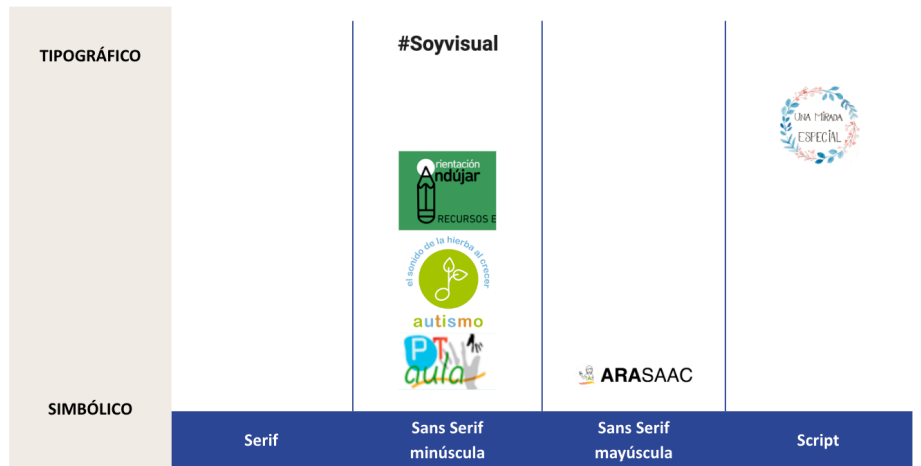 TIPOGRÁFICO
#Soyvisual
UNA MIRADA
ESPECIAL
Orientación
Andújar
RECURSOS E
el sonido de la hierba al crecer
autismo
PT
aula
ARASAAC
SIMBÓLICO
Serif
Sans Serif
minúscula
Sans Serif
mayúscula
Script